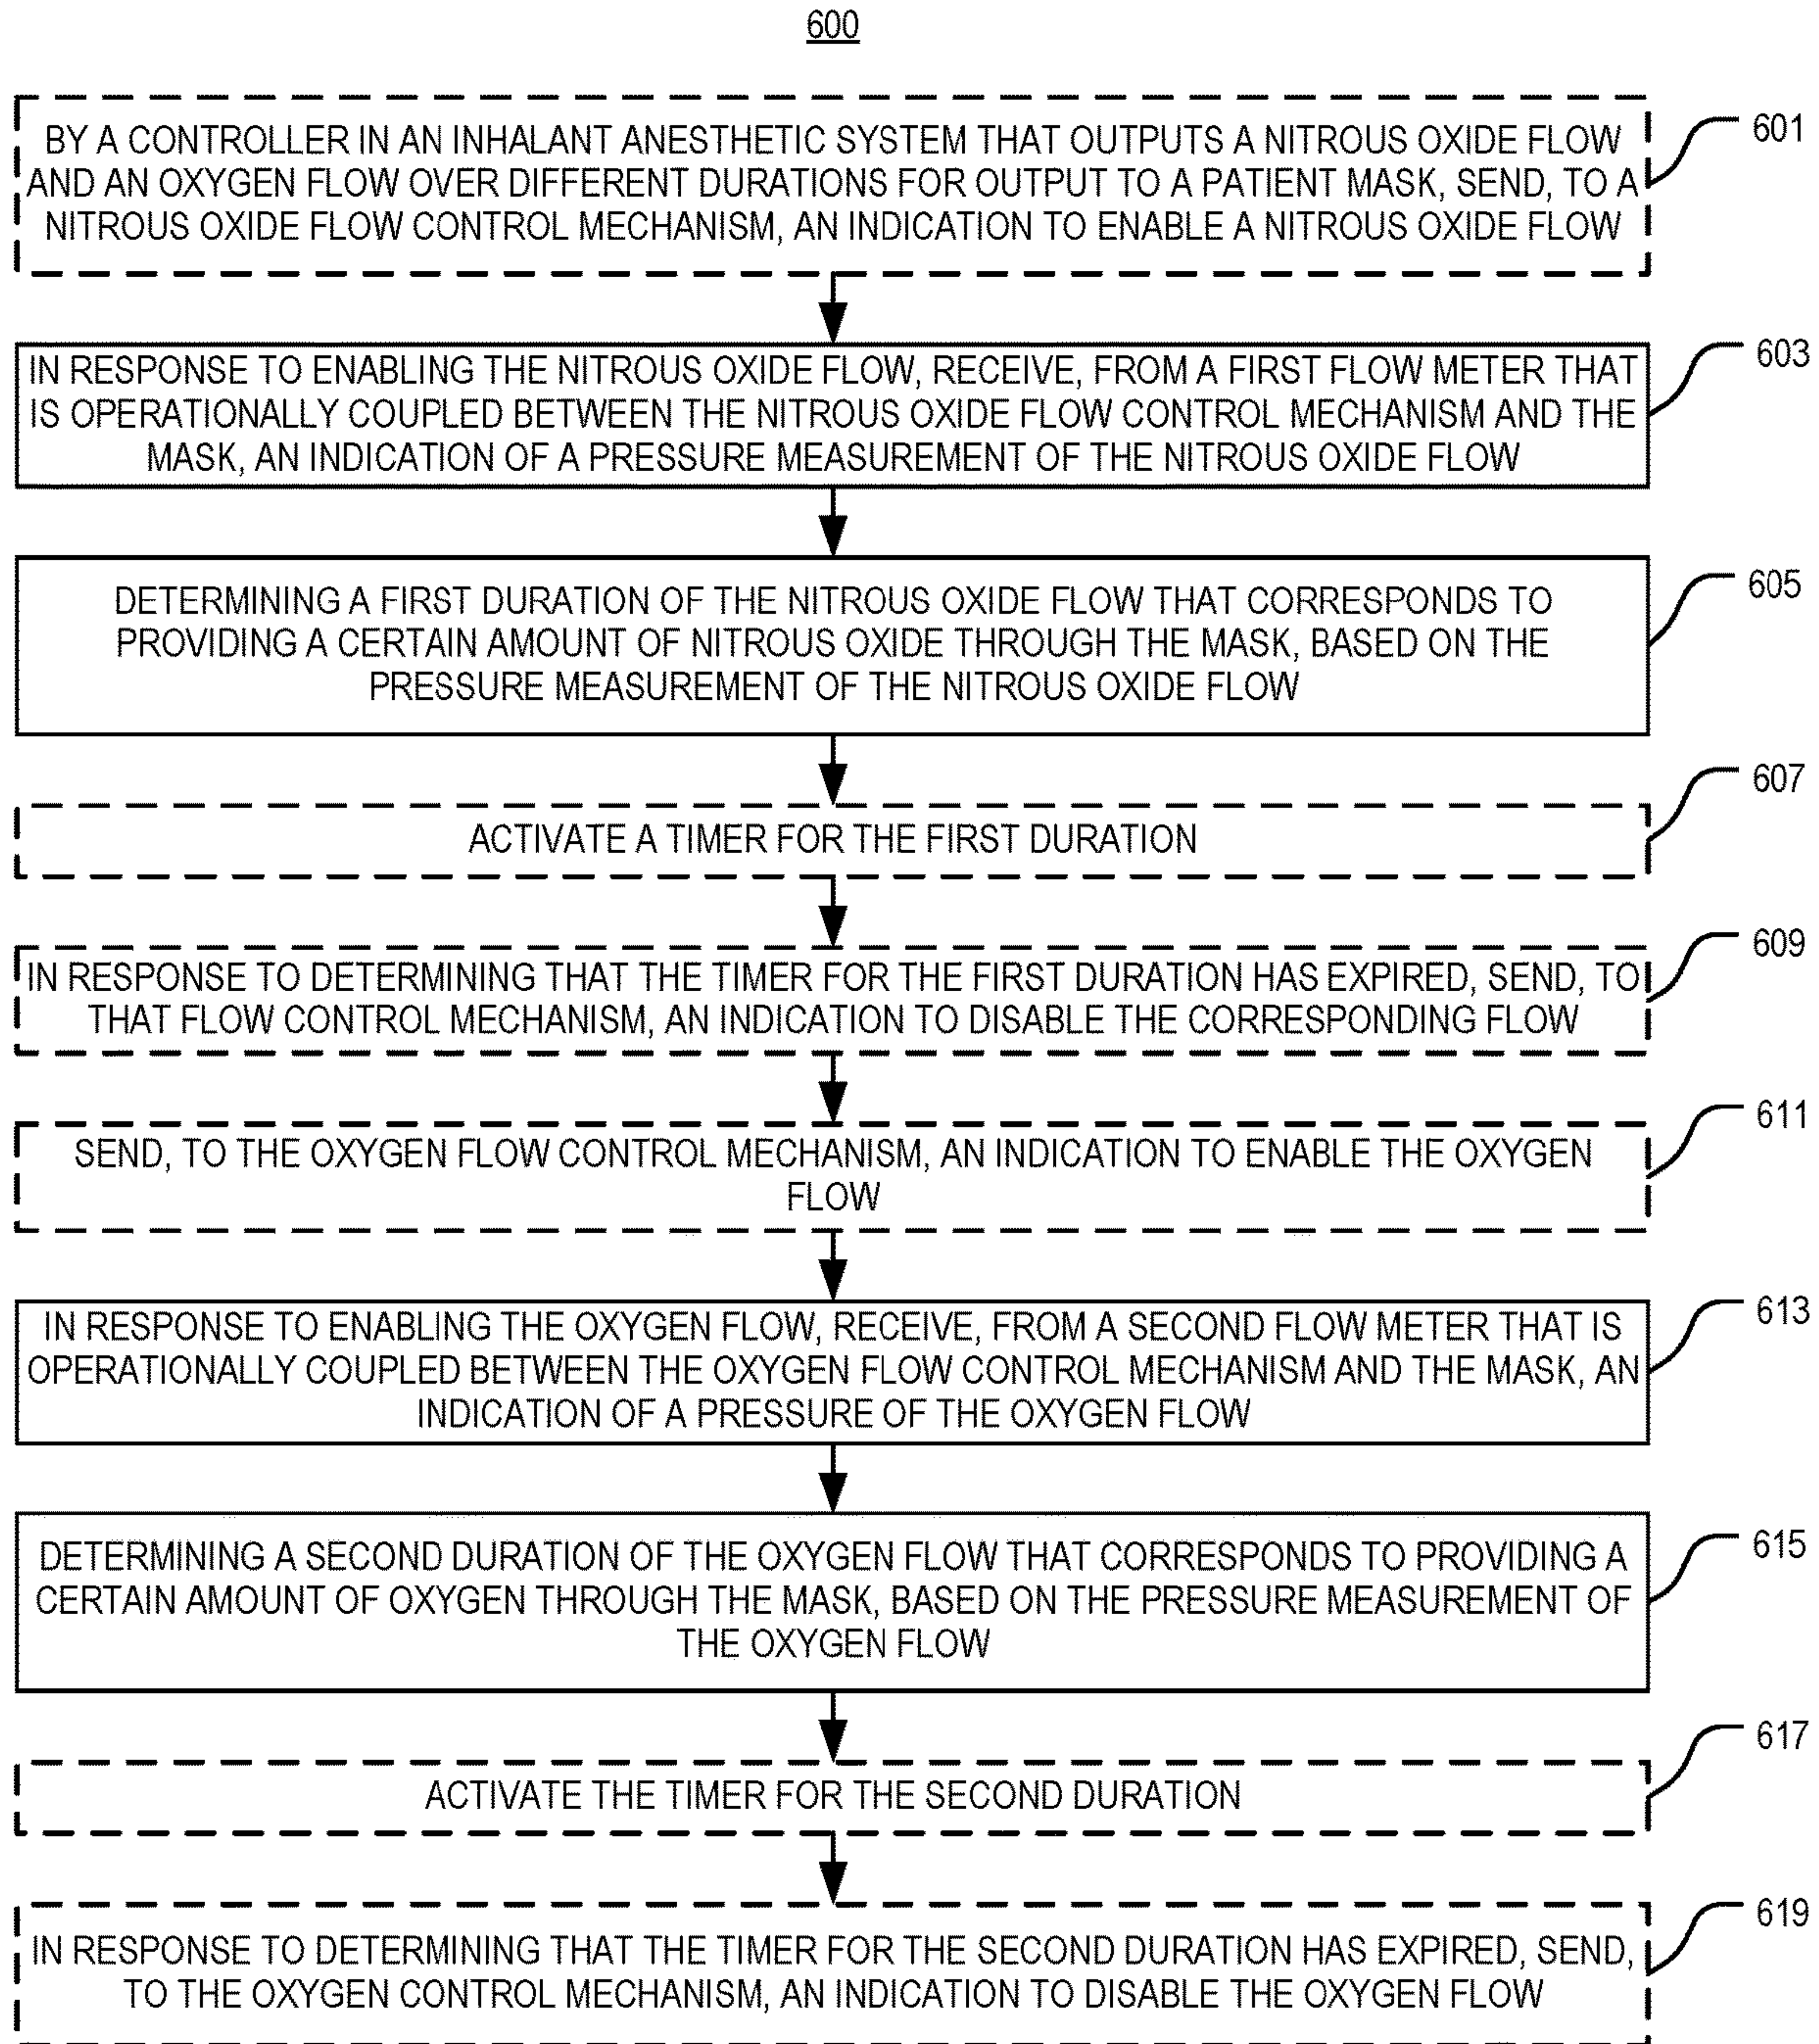 600
BY A CONTROLLER IN AN INHALANT ANESTHETIC SYSTEM THAT OUTPUTS A NITROUS OXIDE FLOW
AND AN OXYGEN FLOW OVER DIFFERENT DURATIONS FOR OUTPUT TO A PATIENT MASK, SEND, TO A
NITROUS OXIDE FLOW CONTROL MECHANISM, AN INDICATION TO ENABLE A NITROUS OXIDE FLOW
601
IN RESPONSE TO ENABLING THE NITROUS OXIDE FLOW, RECEIVE, FROM A FIRST FLOW METER THAT
IS OPERATIONALLY COUPLED BETWEEN THE NITROUS OXIDE FLOW CONTROL MECHANISM AND THE
MASK, AN INDICATION OF A PRESSURE MEASUREMENT OF THE NITROUS OXIDE FLOW
603
DETERMINING A FIRST DURATION OF THE NITROUS OXIDE FLOW THAT CORRESPONDS TO
PROVIDING A CERTAIN AMOUNT OF NITROUS OXIDE THROUGH THE MASK, BASED ON THE
PRESSURE MEASUREMENT OF THE NITROUS OXIDE FLOW
605
ACTIVATE A TIMER FOR THE FIRST DURATION
607
IN RESPONSE TO DETERMINING THAT THE TIMER FOR THE FIRST DURATION HAS EXPIRED, SEND, TO
THAT FLOW CONTROL MECHANISM, AN INDICATION TO DISABLE THE CORRESPONDING FLOW
609
SEND, TO THE OXYGEN FLOW CONTROL MECHANISM, AN INDICATION TO ENABLE THE OXYGEN
FLOW
611
IN RESPONSE TO ENABLING THE OXYGEN FLOW, RECEIVE, FROM A SECOND FLOW METER THAT IS
OPERATIONALLY COUPLED BETWEEN THE OXYGEN FLOW CONTROL MECHANISM AND THE MASK, AN
INDICATION OF A PRESSURE OF THE OXYGEN FLOW
613
DETERMINING A SECOND DURATION OF THE OXYGEN FLOW THAT CORRESPONDS TO PROVIDING A
CERTAIN AMOUNT OF OXYGEN THROUGH THE MASK, BASED ON THE PRESSURE MEASUREMENT OF
THE OXYGEN FLOW
615
ACTIVATE THE TIMER FOR THE SECOND DURATION
617
IN RESPONSE TO DETERMINING THAT THE TIMER FOR THE SECOND DURATION HAS EXPIRED, SEND,
TO THE OXYGEN CONTROL MECHANISM, AN INDICATION TO DISABLE THE OXYGEN FLOW
619